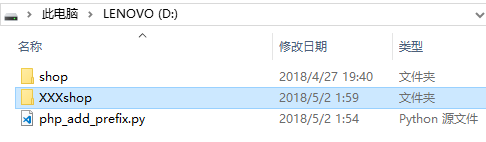 此电脑 > LENOVO (D:)
名称 修改日期 类型
shop 2018/4/27 19:40 文件夹
XXXshop 2018/5/2 1:59 文件夹
php_add_prefix.py 2018/5/2 1:54 Python 源文件